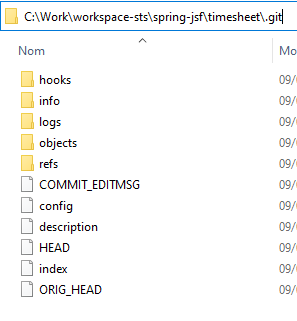 C:\Work\workspace-sts\spring-jsf\timesheet\.git
Nom
hooks 09/0
info 09/0
logs 09/0
objects 09/0
refs 09/0
COMMIT_EDITMSG 09/0
config 09/0
description 09/0
HEAD 09/0
index 09/0
ORIG_HEAD 09/0